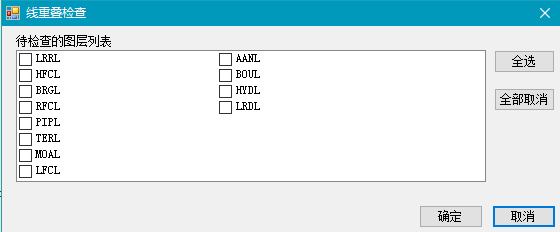 线重叠检查
待检查的图层列表
LRRL
HFCL
BRGL
RFCL
PIPL
TERL
MOAL
LFCL
AANL
BOUL
HYDL
LRDL
全选
全部取消
确定
取消